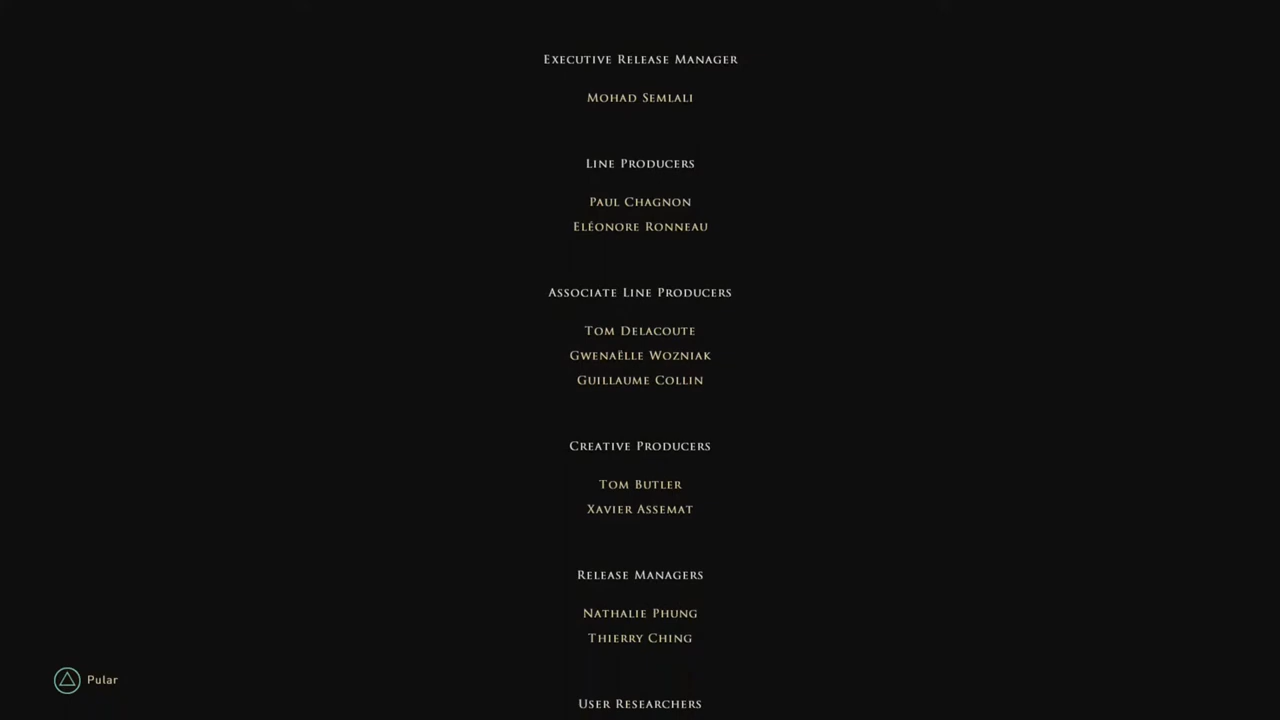 Executive Release Manager
Mohad Semlali
Line Producers
Paul Chagnon
Eléonore Ronneau
Associate Line Producers
Tom Delacoute
Gwenaëlle Wozniak
Guillaume Collin
Creative Producers
Tom Butler
Xavier Assemat
Release Managers
Nathalie Phung
Thierry Ching
Pular
User Researchers